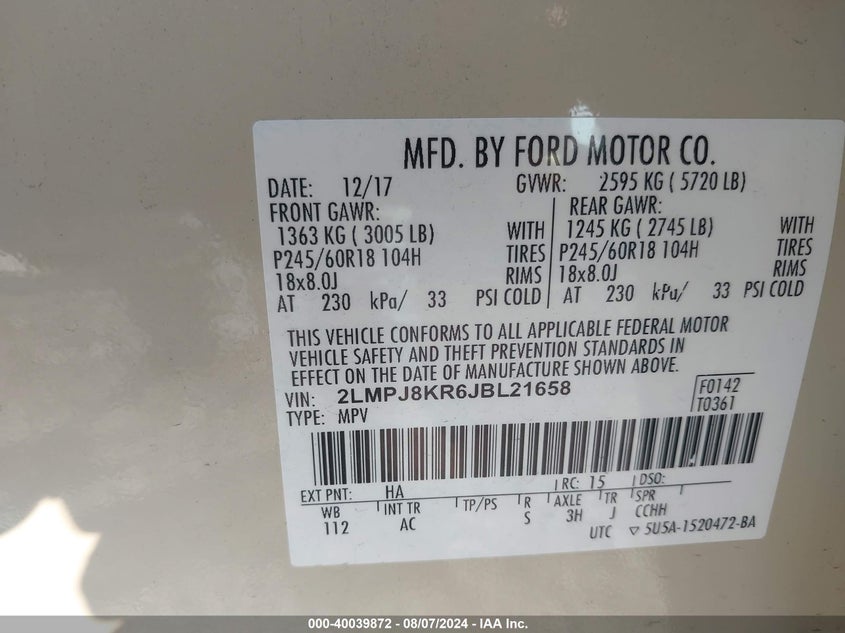 MFD. BY FORD MOTOR CO.
DATE: 12/17 GVWR: 2595 KG ( 5720 LB)
FRONT GAWR: REAR GAWR:
1363 KG ( 3005 LB) WITH 1245 KG ( 2745 LB) WITH
P245/60R18 104H TIRES P245/60R18 104H TIRES
18x8.0J RIMS 18x8.0J RIMS
AT 230 kPa/ 33 PSI COLD AT 230 kPa/ 33 PSI COLD
THIS VEHICLE CONFORMS TO ALL APPLICABLE FEDERAL MOTOR
VEHICLE SAFETY AND THEFT PREVENTION STANDARDS IN
EFFECT ON THE DATE OF MANUFACTURE SHOWN ABOVE.
VIN: 2LMPJ8KR6JBL21658 F0142
TYPE: MPV T0361
EXT PNT: HA RC: 15 DSO:
WB INT TR TP/PS R AXLE TR SPR
112 AC S 3H J CCHH
UTC ▽ 5U5A-1520472-BA
000-40039872 - 08/07/2024 - IAA Inc.